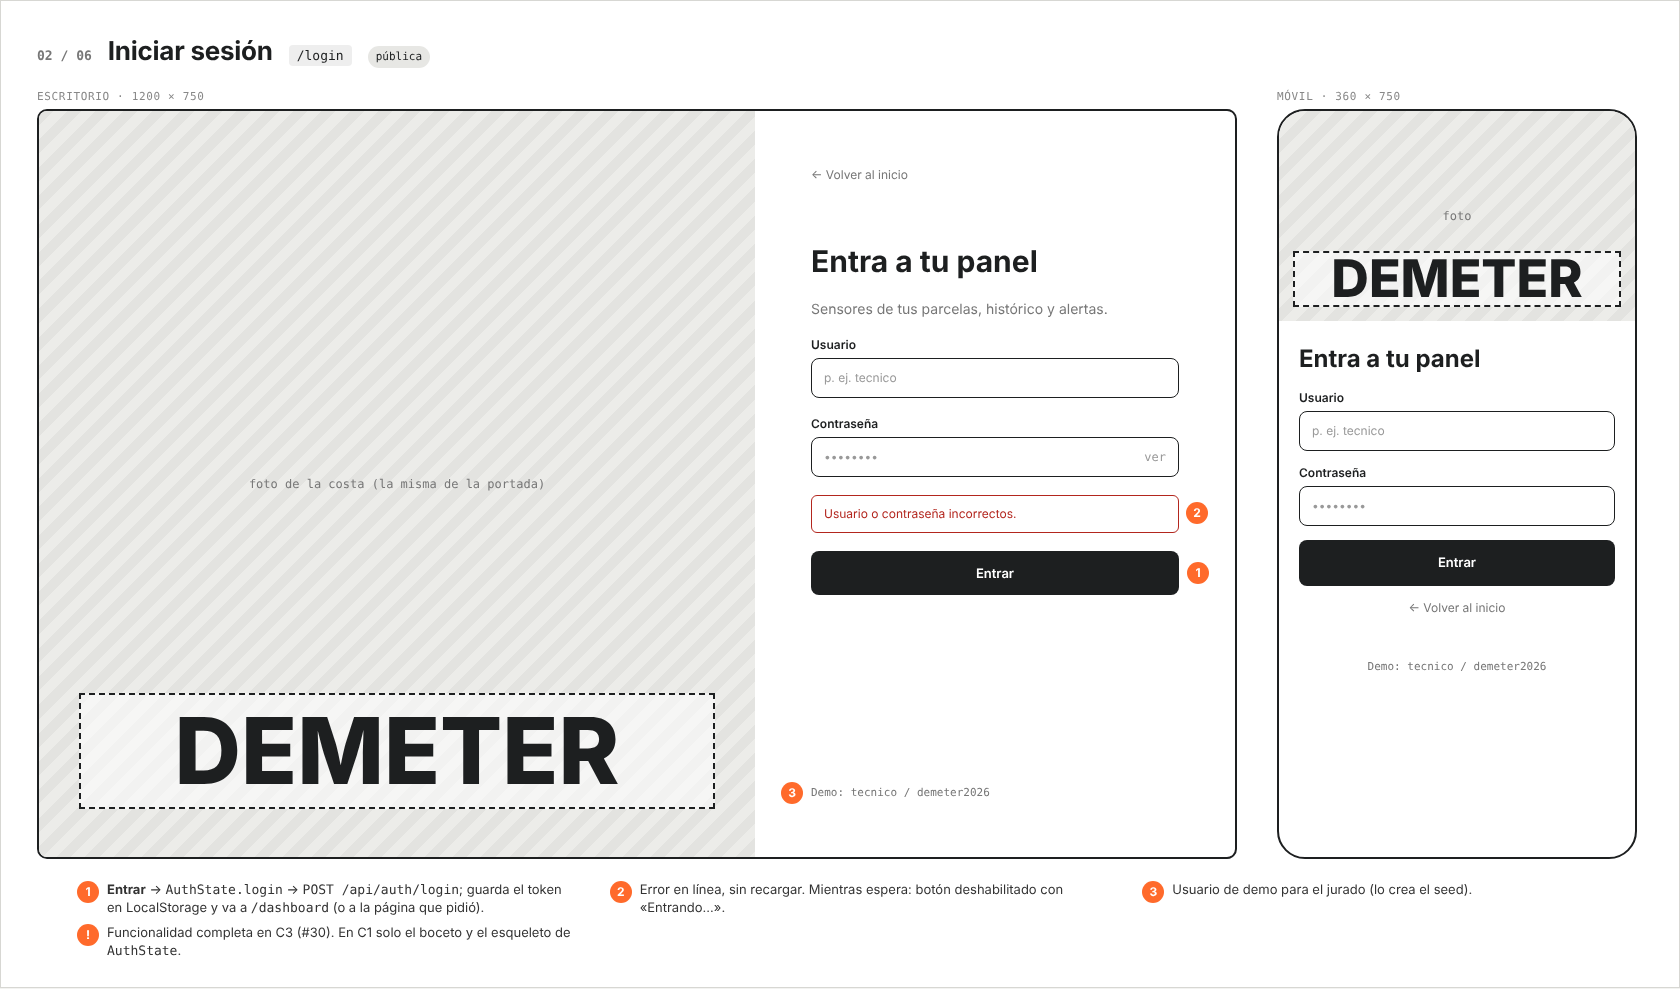 02 / 06 Iniciar sesión /login pública
ESCRITORIO · 1200 × 750
foto de la costa (la misma de la portada)
DEMETER
← Volver al inicio
Entra a tu panel
Sensores de tus parcelas, histórico y alertas.
Usuario
p. ej. tecnico
Contraseña
•••••••• ver
Usuario o contraseña incorrectos. 2
Entrar 1
3 Demo: tecnico / demeter2026
MÓVIL · 360 × 750
foto
DEMETER
Entra a tu panel
Usuario
p. ej. tecnico
Contraseña
••••••••
Entrar
← Volver al inicio
Demo: tecnico / demeter2026
1 Entrar → AuthState.login → POST /api/auth/login; guarda el token
en LocalStorage y va a /dashboard (o a la página que pidió).
2 Error en línea, sin recargar. Mientras espera: botón deshabilitado con
«Entrando…».
3 Usuario de demo para el jurado (lo crea el seed).
! Funcionalidad completa en C3 (#30). En C1 solo el boceto y el esqueleto de
AuthState.